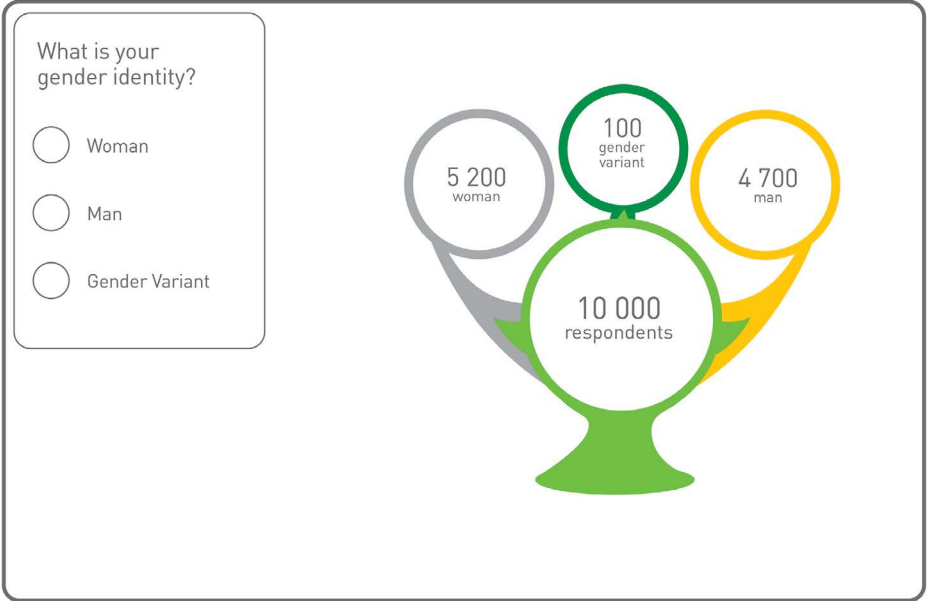 What is your
gender identity?
Woman
Man
Gender Variant
5 200
woman
100
gender
variant
4 700
man
10 000
respondents